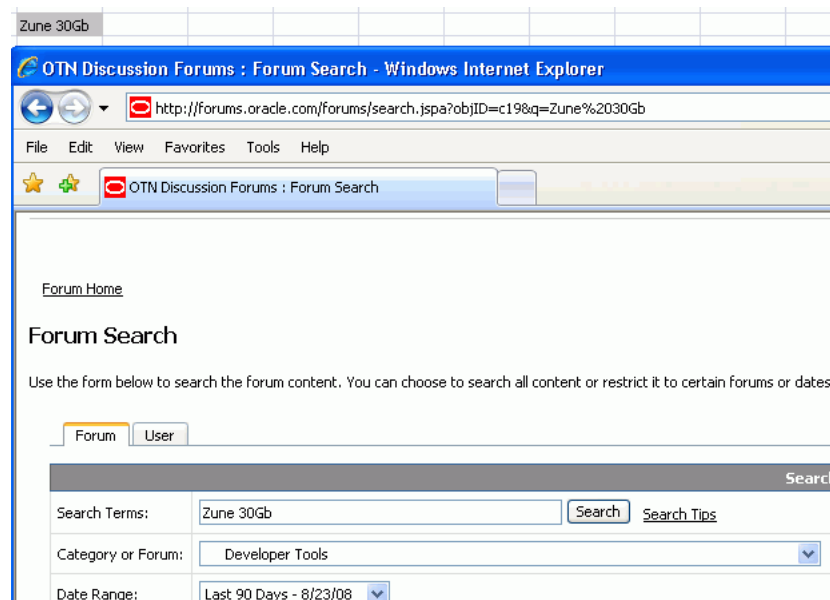 Zune 30Gb
OTN Discussion Forums : Forum Search - Windows Internet Explorer
http://forums.oracle.com/forums/search.jspa?objID=c19&q=Zune%2030Gb
File Edit View Favorites Tools Help
OTN Discussion Forums : Forum Search
Forum Home
Forum Search
Use the form below to search the forum content. You can choose to search all content or restrict it to certain forums or dates
Forum User
Search
Search Terms: Zune 30Gb Search Search Tips
Category or Forum: Developer Tools
Date Range: Last 90 Days - 8/23/08